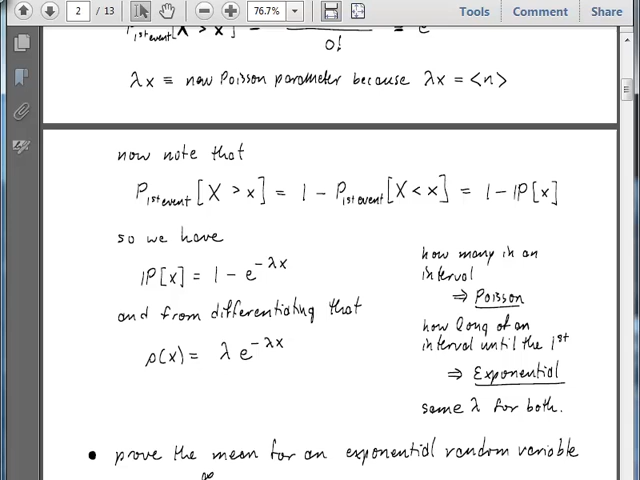 2 / 13 76.7% Tools Comment Share
0!
λx ≡ new Poisson parameter because λx = <n>
now note that
P1st event [X > x] = 1 − P1st event [X < x] = 1 − IP[x]
so we have
IP[x] = 1 − e^−λx
and from differentiating that
ρ(x) = λ e^−λx
how many in an
interval
⇒ Poisson
how long of an
interval until the 1st
⇒ Exponential
same λ for both.
• prove the mean for an exponential random variable